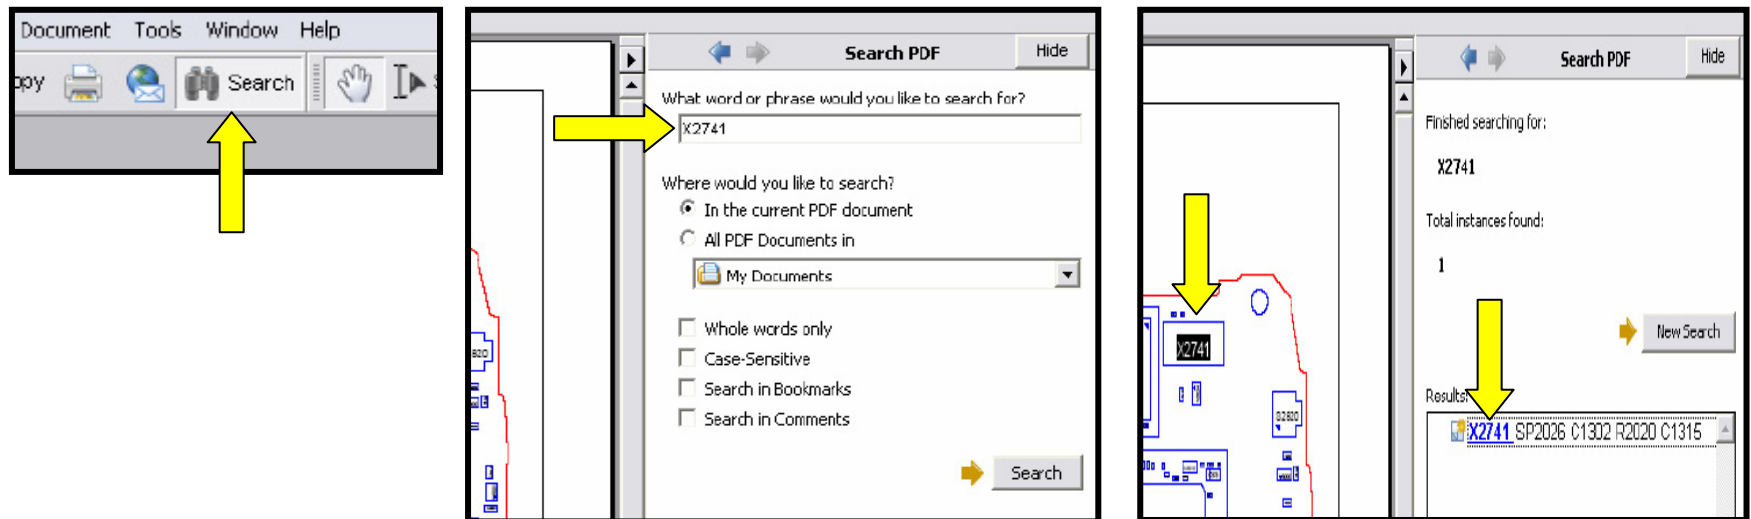 Document Tools Window Help
opy Search
Search PDF Hide
What word or phrase would you like to search for?
X2741
Where would you like to search?
In the current PDF document
All PDF Documents in
My Documents
Whole words only
Case-Sensitive
Search in Bookmarks
Search in Comments
Search
820
Search PDF Hide
Finished searching for:
X2741
Total instances found:
1
New Search
Results:
X2741 SP2026 C1302 R2020 C1315
X2741